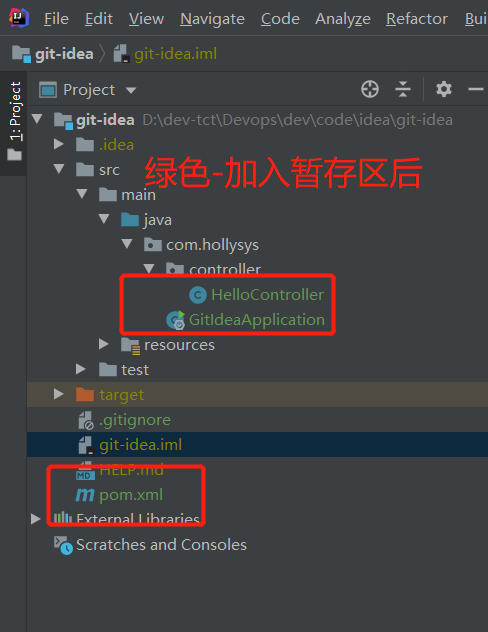 File Edit View Navigate Code Analyze Refactor Bui
git-idea git-idea.iml
1: Project
Project
git-idea D:\dev-tct\Devops\dev\code\idea\git-idea
.idea
src
绿色-加入暂存区后
main
java
com.hollysys
controller
HelloController
GitIdeaApplication
resources
test
target
.gitignore
git-idea.iml
HELP.md
pom.xml
External Libraries
Scratches and Consoles